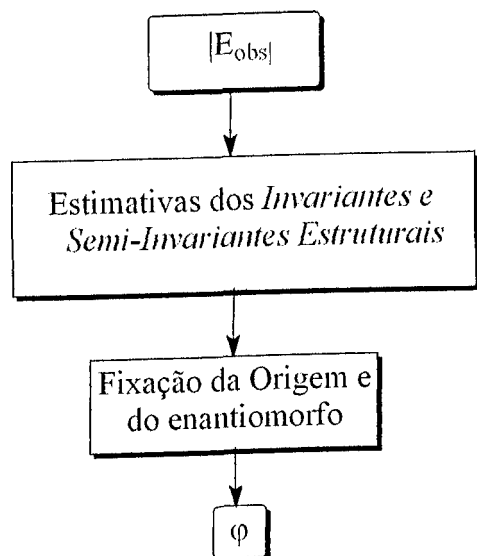 |E_obs|
Estimativas dos Invariantes e
Semi-Invariantes Estruturais
Fixação da Origem e
do enantiomorfo
φ